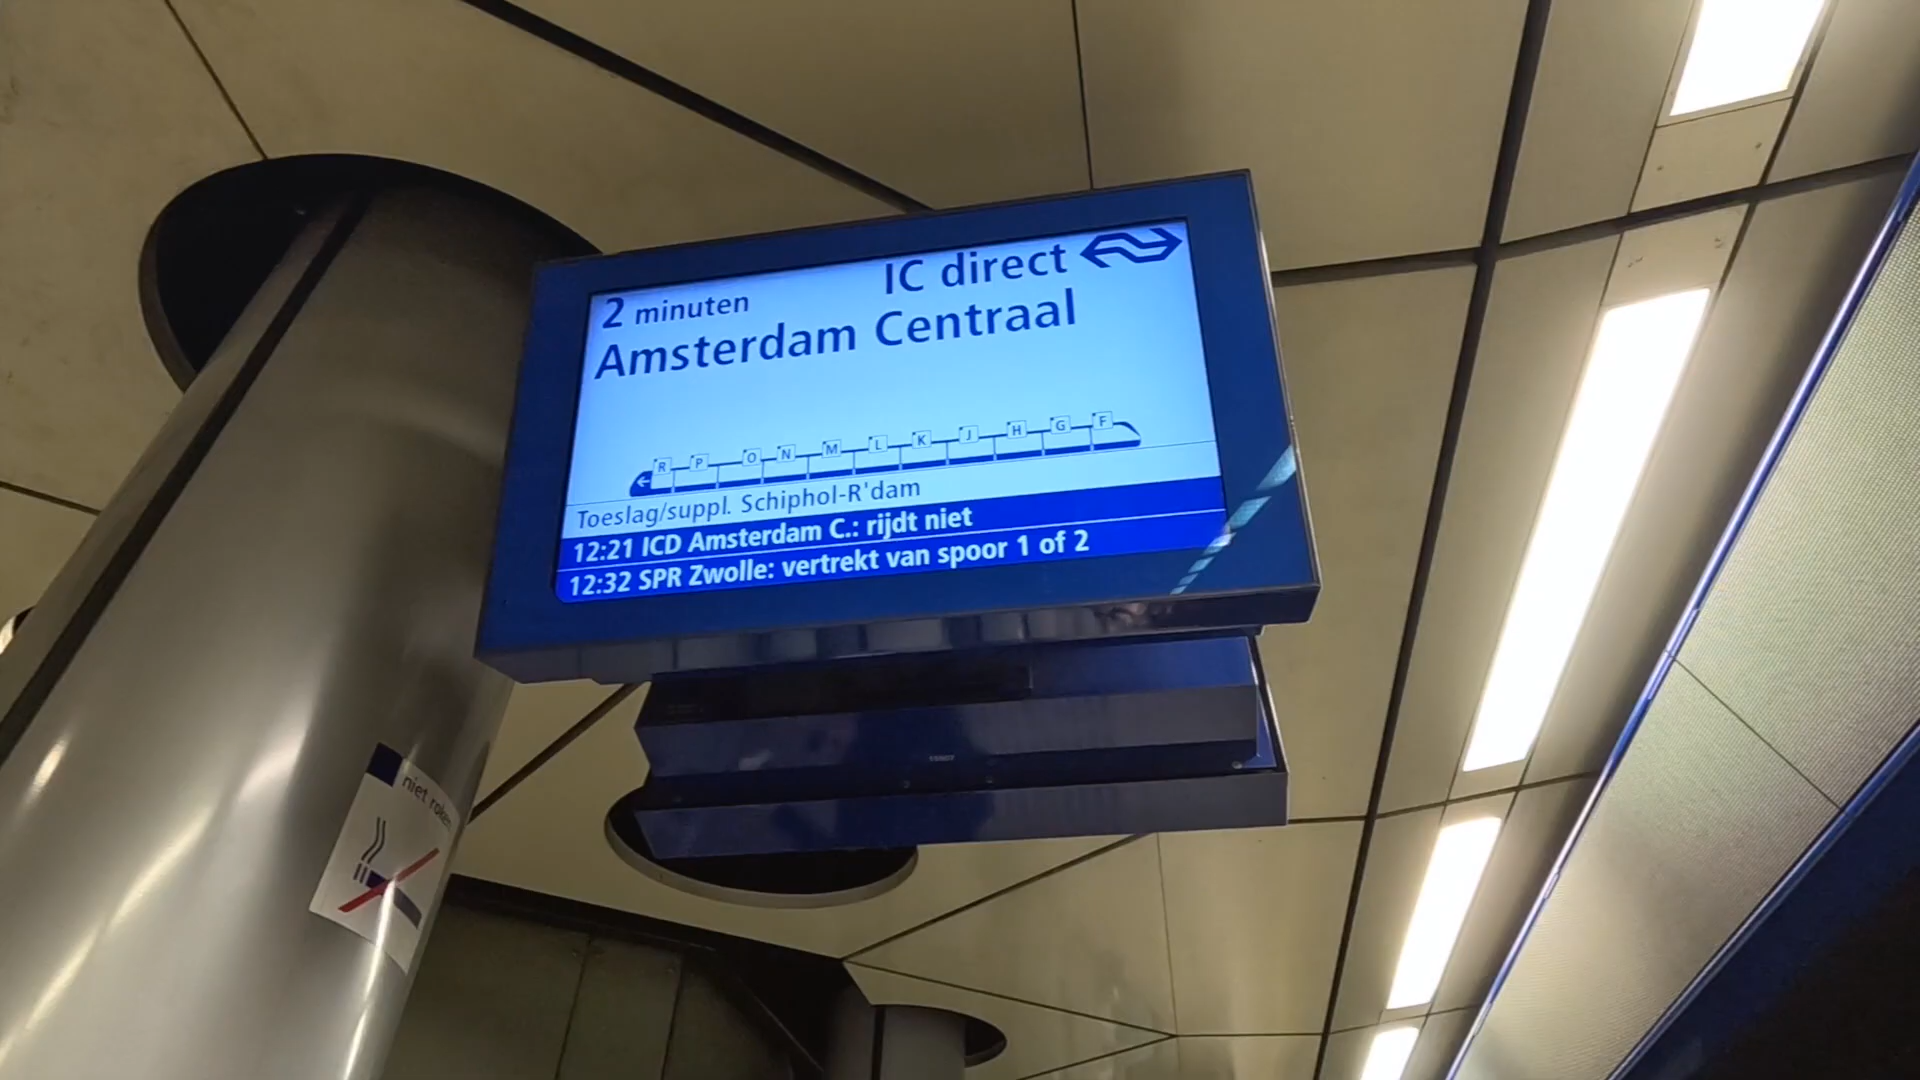 2 minuten
IC direct
Amsterdam Centraal
R P O N M L K J H G F
Toeslag/suppl. Schiphol-R'dam
12:21 ICD Amsterdam C.: rijdt niet
12:32 SPR Zwolle: vertrekt van spoor 1 of 2
niet roken